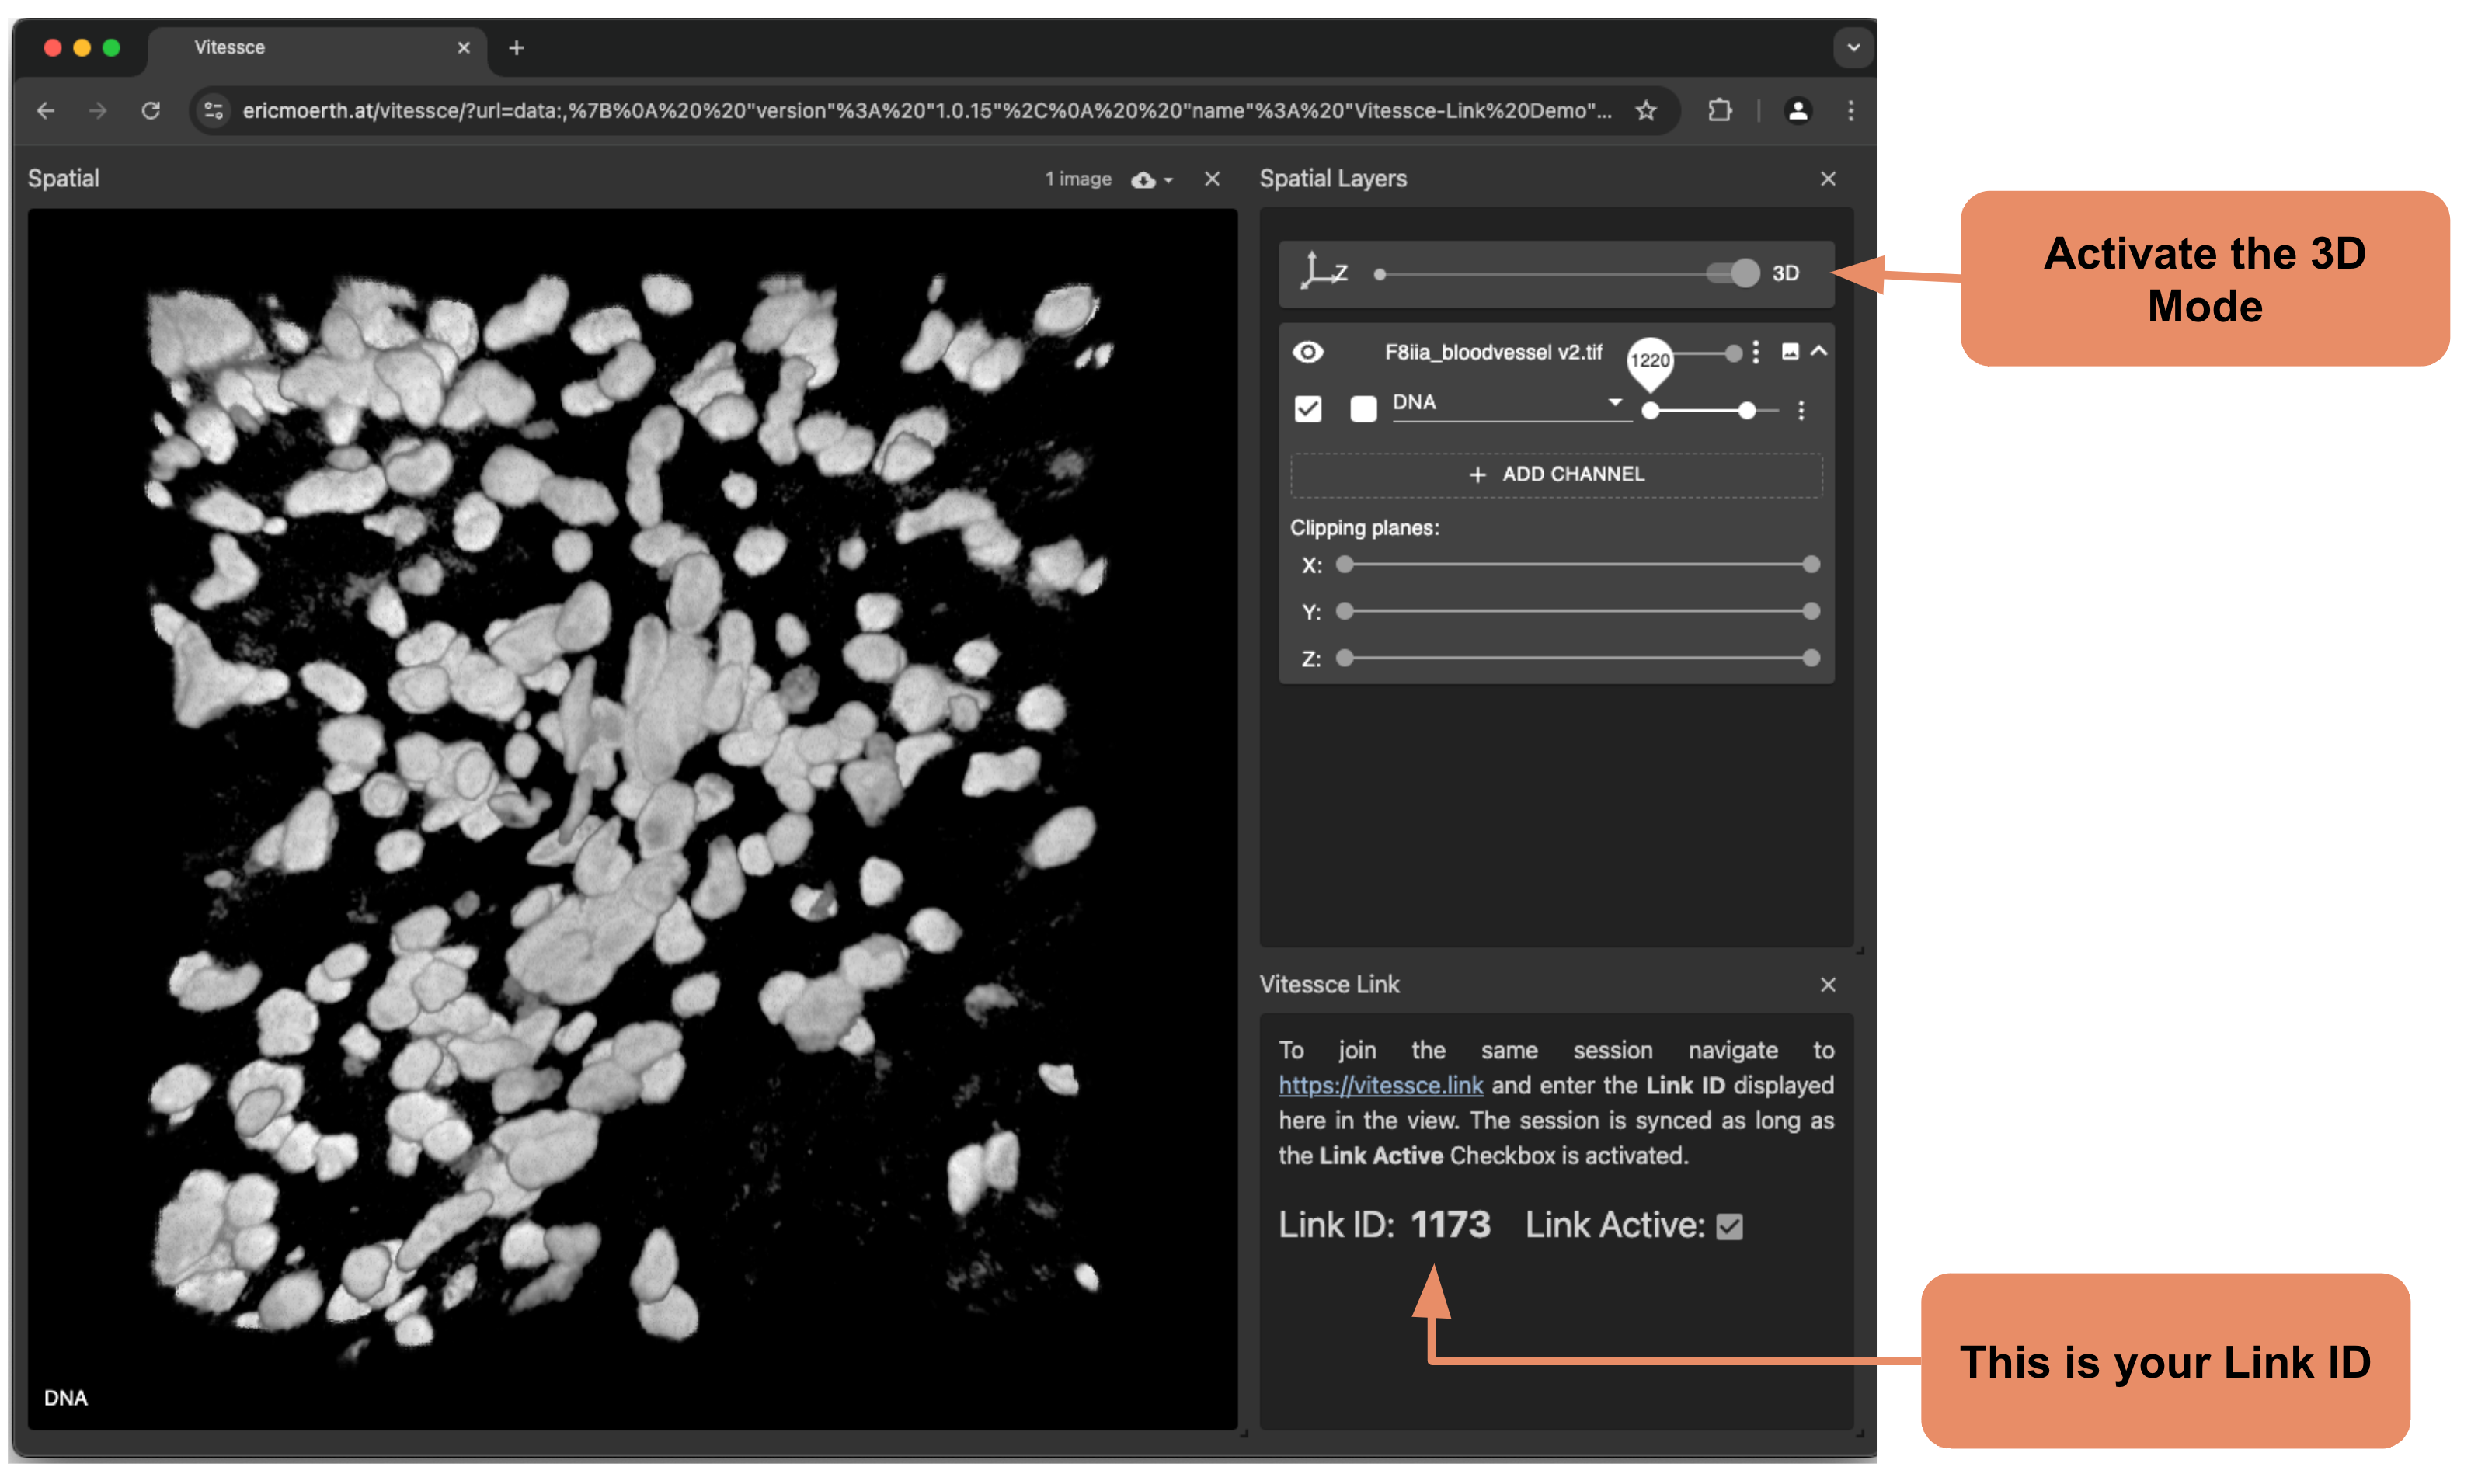 Vitessce
ericmoerth.at/vitessce/?url=data:,%7B%0A%20%20"version"%3A%20"1.0.15"%2C%0A%20%20"name"%3A%20"Vitessce-Link%20Demo"...
Spatial
1 image
Spatial Layers
Z
3D
Activate the 3D
Mode
F8iia_bloodvessel v2.tif
1220
DNA
+ ADD CHANNEL
Clipping planes:
X:
Y:
Z:
Vitessce Link
To join the same session navigate to
https://vitessce.link and enter the Link ID displayed
here in the view. The session is synced as long as
the Link Active Checkbox is activated.
Link ID: 1173 Link Active:
This is your Link ID
DNA